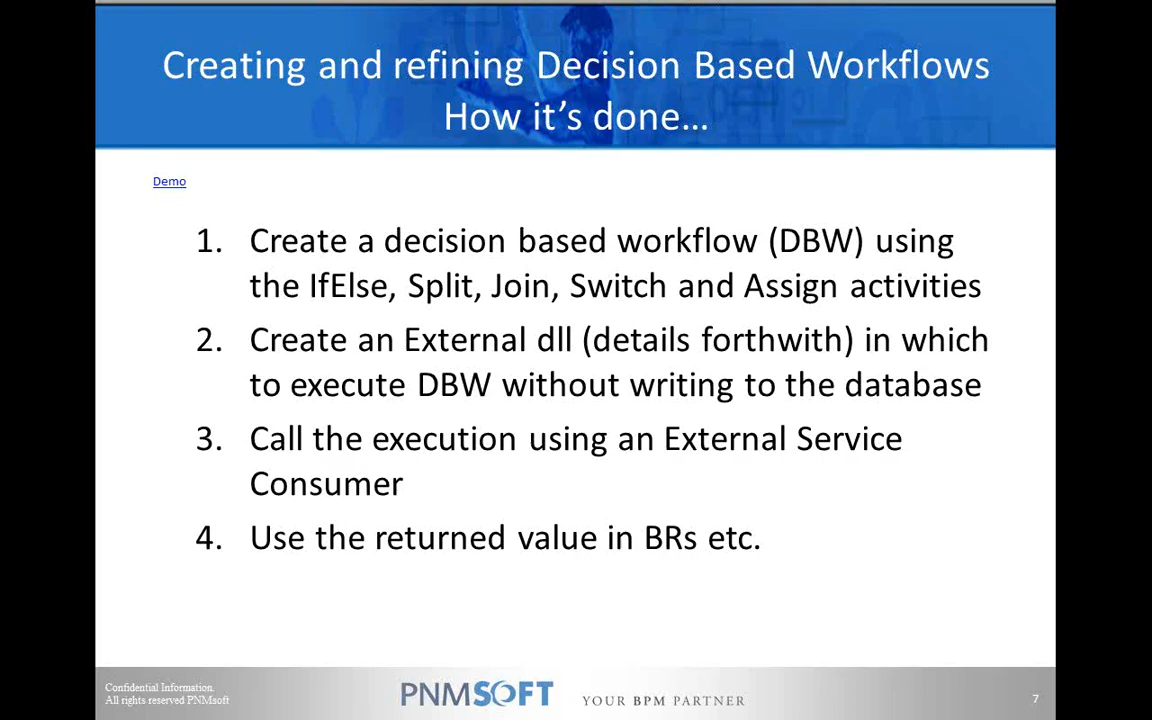 Creating and refining Decision Based Workflows
How it's done…
Demo
1. Create a decision based workflow (DBW) using
the IfElse, Split, Join, Switch and Assign activities
2. Create an External dll (details forthwith) in which
to execute DBW without writing to the database
3. Call the execution using an External Service
Consumer
4. Use the returned value in BRs etc.
Confidential Information.
All rights reserved PNMsoft
PNMSOFT YOUR BPM PARTNER
7